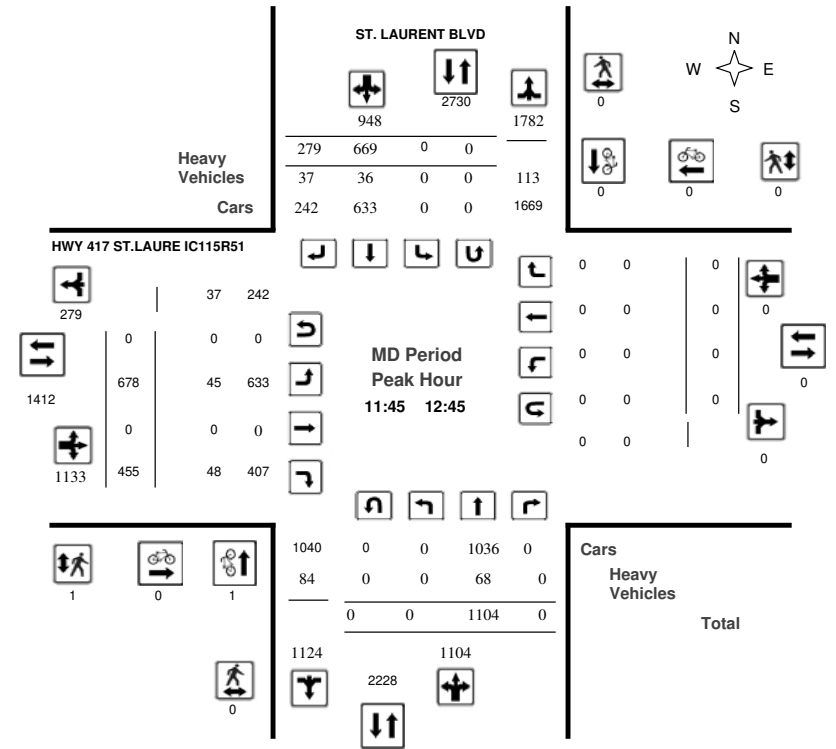 ST. LAURENT BLVD
2730
948
1782
0
N
W E
S
279 669 0 0
Heavy
Vehicles
37 36 0 0 113
Cars
242 633 0 0 1669
0 0 0
HWY 417 ST.LAURE IC115R51
279
37 242
0 0 0
678 45 633
1412
0 0 0
1133
455 48 407
MD Period
Peak Hour
11:45 12:45
0 0 0
0
0 0 0
0 0 0
0
0 0 0
0 0
0
1040 0 0 1036 0
84 0 0 68 0
0 0 1104 0
1124 1104
2228
Cars
Heavy
Vehicles
Total
1 0 1
0